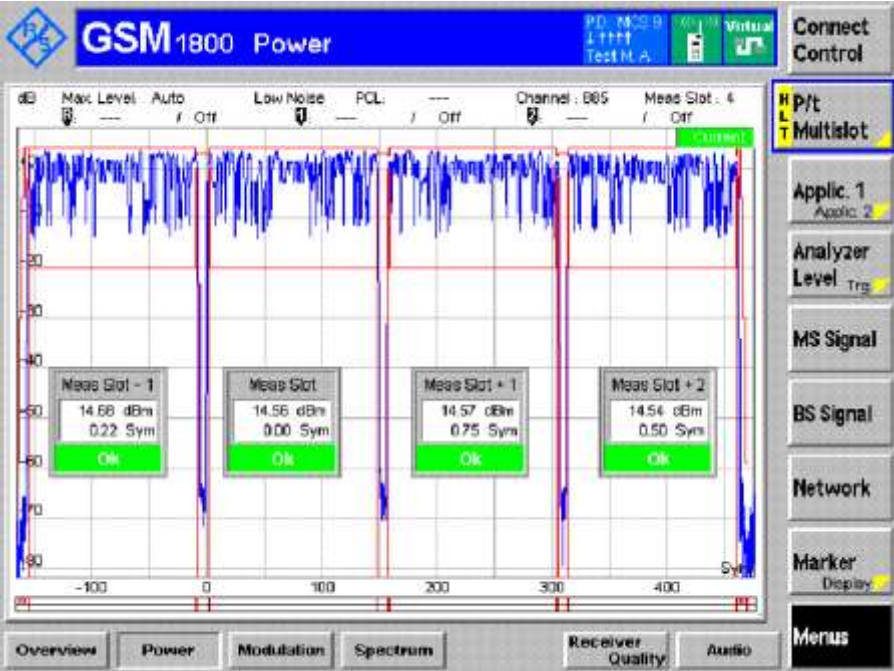 R&S
GSM 1800 Power
P.D. MCS 9
Test M. A
Virtual
Connect
Control
dB Max. Level Auto Low Noise PCL: --- Channel : 885 Meas Slot : 4
R --- / Off 1 --- / Off 2 --- / Off
Current
H L T
P/t
Multislot
Applic. 1
Applic. 2
Analyzer
Level Trg
MS Signal
BS Signal
Network
Marker
Display
Menus
-20
-30
-40
-50
-60
-70
-80
Meas Slot - 1
14.68 dBm
0.22 Sym
Ok
Meas Slot
14.56 dBm
0.00 Sym
Ok
Meas Slot + 1
14.57 dBm
0.75 Sym
Ok
Meas Slot + 2
14.54 dBm
0.50 Sym
Ok
Sym
-100 0 100 200 300 400
Overview Power Modulation Spectrum Receiver Quality Audio